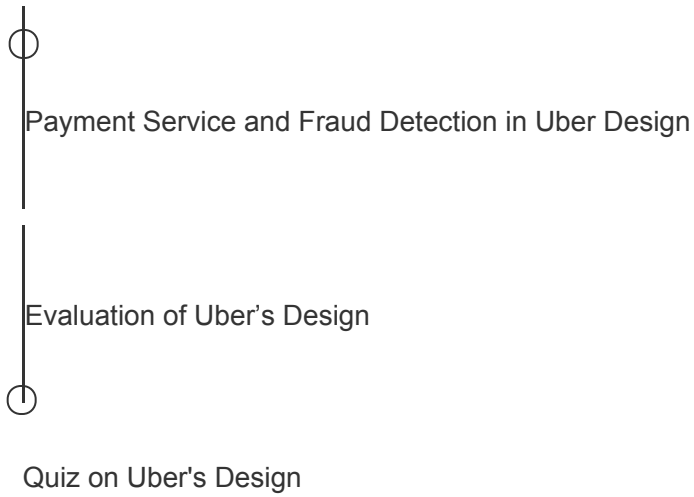 Payment Service and Fraud Detection in Uber Design
Evaluation of Uber’s Design
Quiz on Uber's Design